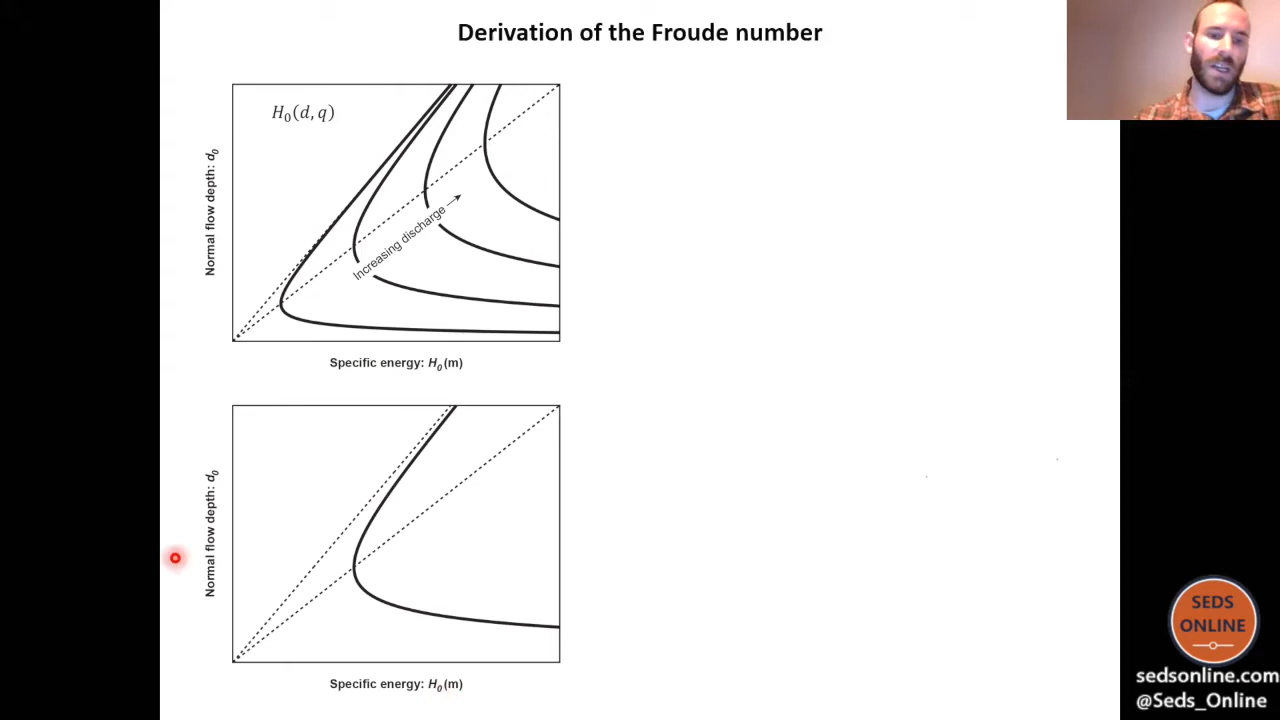 Derivation of the Froude number
H₀(d, q)
Normal flow depth: d₀
Increasing discharge
Specific energy: H₀ (m)
Normal flow depth: d₀
Specific energy: H₀ (m)
SEDS
ONLINE
sedsonline.com
@Seds_Online